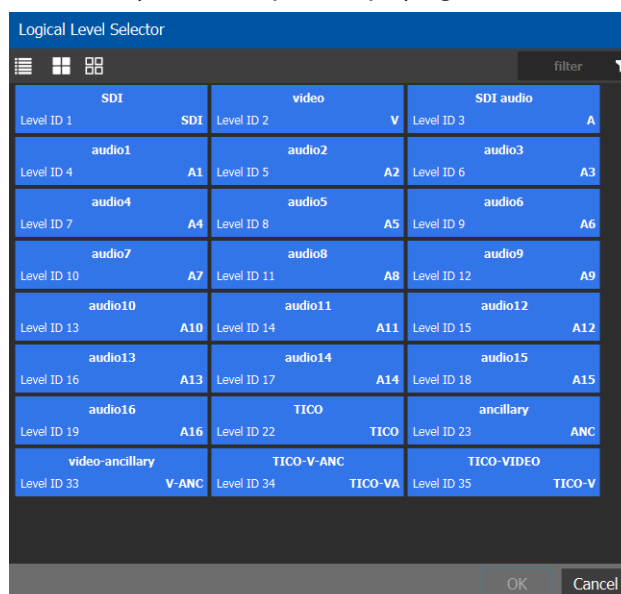 Logical Level Selector
filter
SDI video SDI audio
Level ID 1 SDI Level ID 2 V Level ID 3 A
audio1 audio2 audio3
Level ID 4 A1 Level ID 5 A2 Level ID 6 A3
audio4 audio5 audio6
Level ID 7 A4 Level ID 8 A5 Level ID 9 A6
audio7 audio8 audio9
Level ID 10 A7 Level ID 11 A8 Level ID 12 A9
audio10 audio11 audio12
Level ID 13 A10 Level ID 14 A11 Level ID 15 A12
audio13 audio14 audio15
Level ID 16 A13 Level ID 17 A14 Level ID 18 A15
audio16 TICO ancillary
Level ID 19 A16 Level ID 22 TICO Level ID 23 ANC
video-ancillary TICO-V-ANC TICO-VIDEO
Level ID 33 V-ANC Level ID 34 TICO-VA Level ID 35 TICO-V
OK Cancel